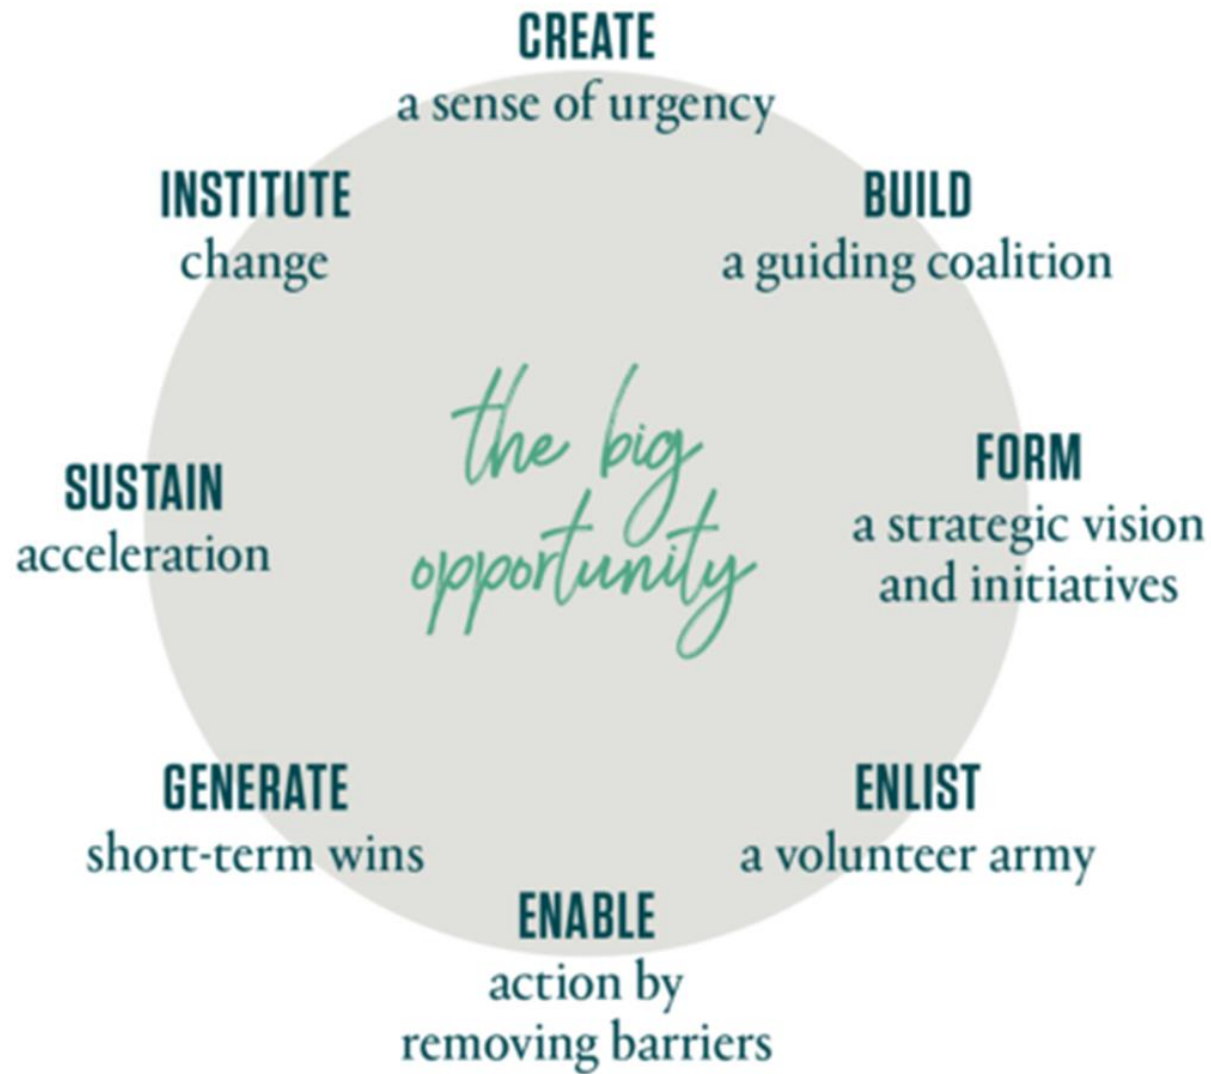 CREATE
a sense of urgency
BUILD
a guiding coalition
FORM
a strategic vision
and initiatives
ENLIST
a volunteer army
ENABLE
action by
removing barriers
GENERATE
short-term wins
SUSTAIN
acceleration
INSTITUTE
change
the big
opportunity